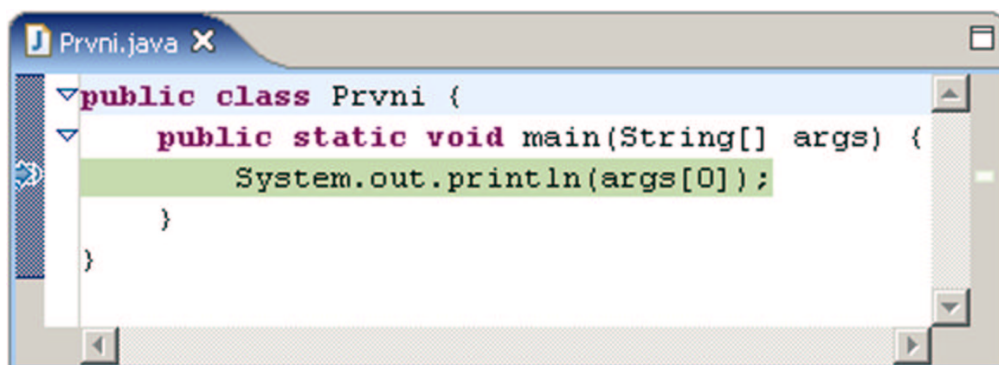 Prvni.java
public class Prvni {
    public static void main(String[] args) {
        System.out.println(args[0]);
    }
}